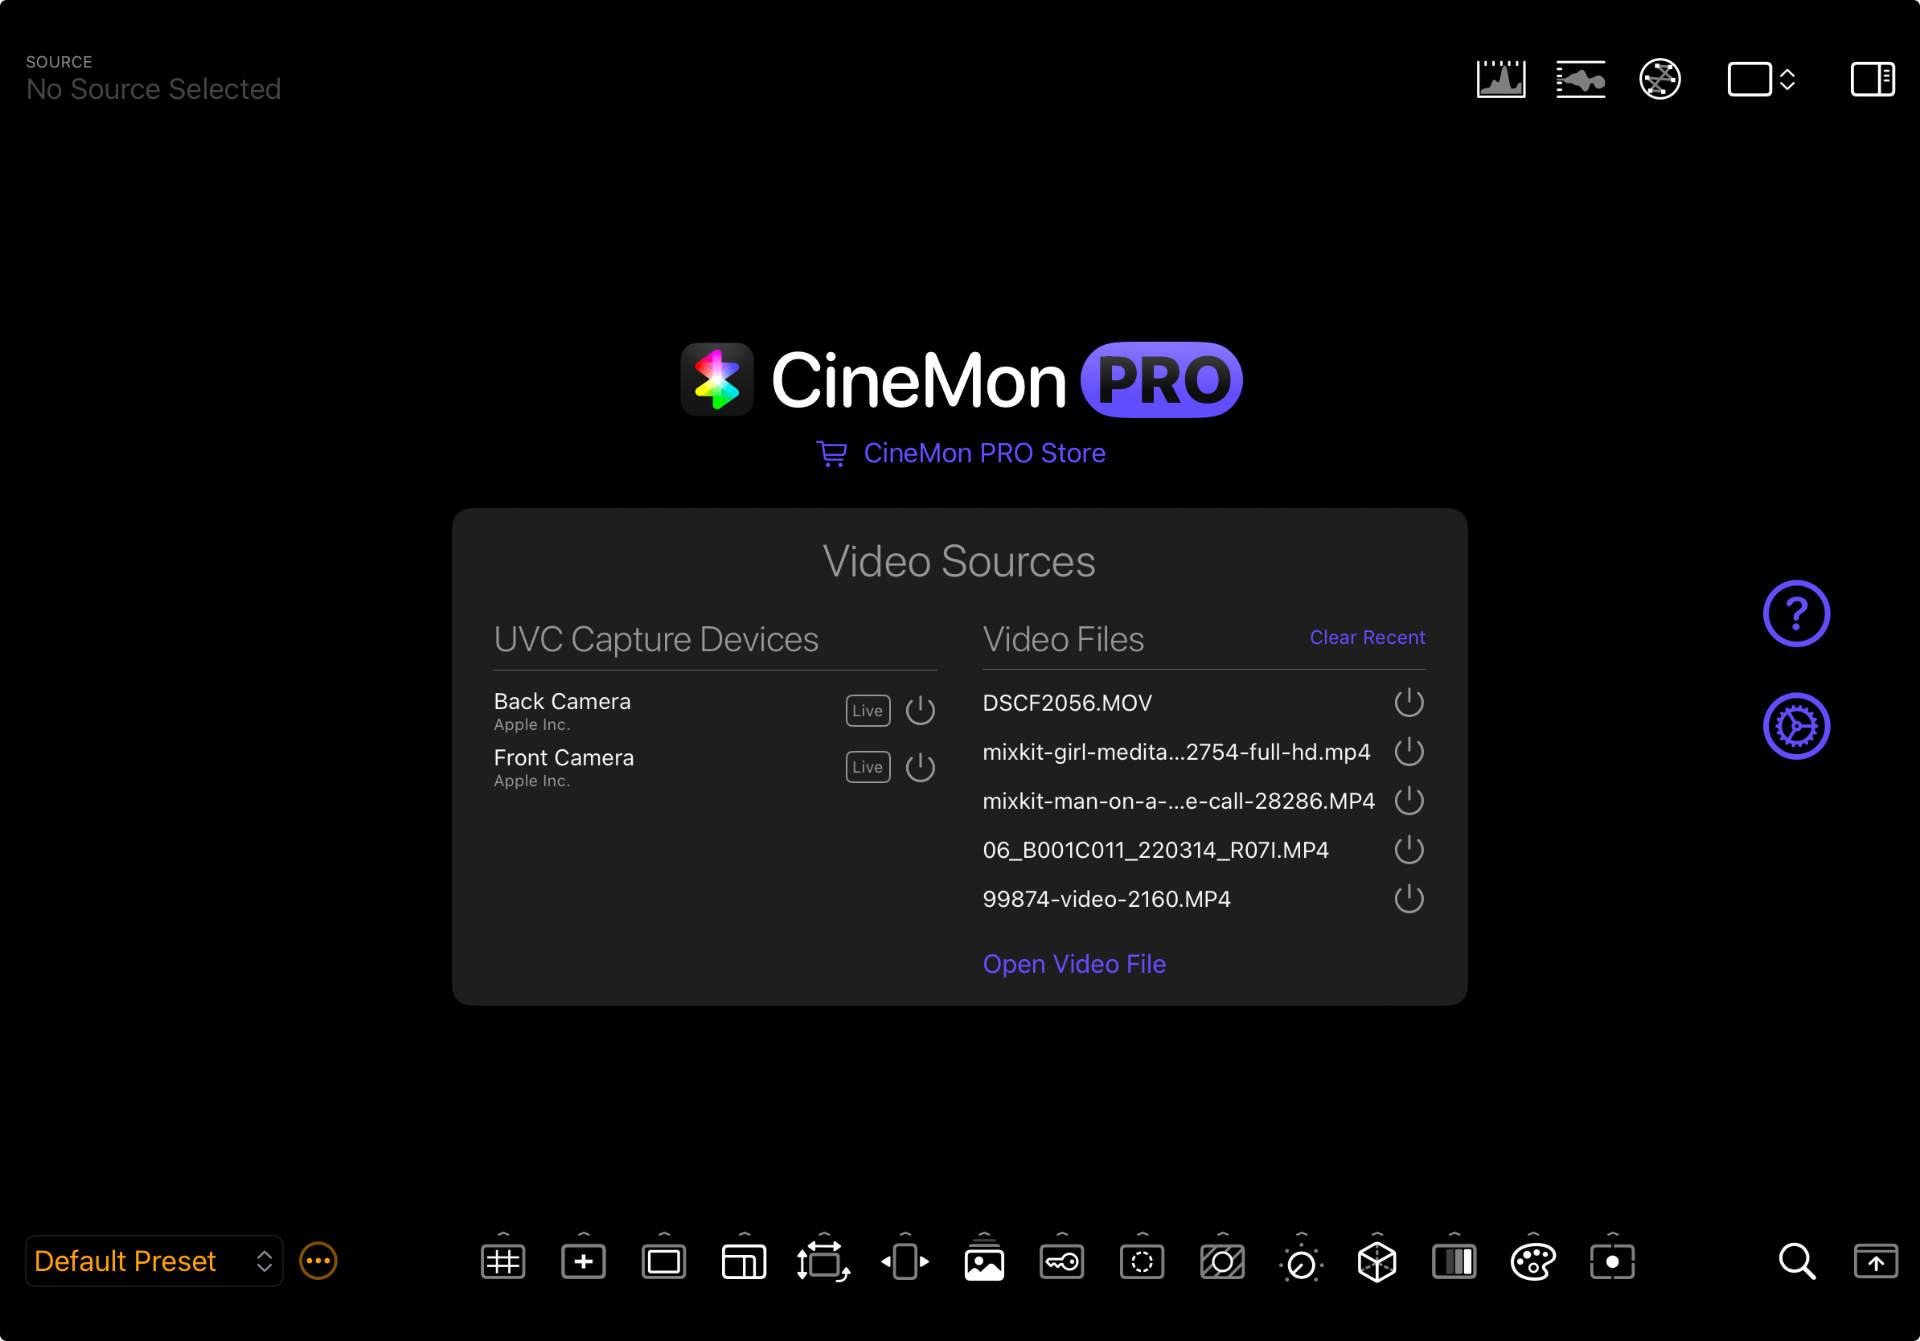 SOURCE
No Source Selected
CineMon PRO
CineMon PRO Store
Video Sources
UVC Capture Devices
Back Camera
Apple Inc.
Live
Front Camera
Apple Inc.
Live
Video Files
Clear Recent
DSCF2056.MOV
mixkit-girl-medita...2754-full-hd.mp4
mixkit-man-on-a-...e-call-28286.MP4
06_B001C011_220314_R07I.MP4
99874-video-2160.MP4
Open Video File
?
Default Preset